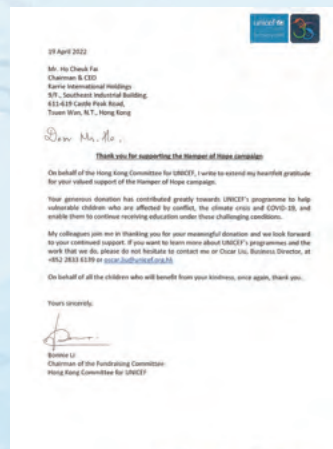 unicef
35
19 April 2022
Mr. Ho Cheuk Fai
Chairman & CEO
Karrie International Holdings
9/F., Southeast Industrial Building,
611-619 Castle Peak Road,
Tsuen Wan, N.T., Hong Kong
Dear Mr. Ho.
Thank you for supporting the Hamper of Hope campaign
On behalf of the Hong Kong Committee for UNICEF, I write to extend my heartfelt gratitude
for your valued support of the Hamper of Hope campaign.
Your generous donation has contributed greatly towards UNICEF's programme to help
vulnerable children who are affected by conflict, the climate crisis and COVID-19, and
enable them to continue receiving education under these challenging conditions.
My colleagues join me in thanking you for your meaningful donation and we look forward
to your continued support. If you want to learn more about UNICEF's programmes and the
work that we do, please do not hesitate to contact me or Oscar Liu, Business Director, at
+852 2833 6139 or oscar.liu@unicef.org.hk
On behalf of all the children who will benefit from your kindness, once again, thank you.
Yours sincerely,
Bonnie Li
Chairman of the Fundraising Committee
Hong Kong Committee for UNICEF